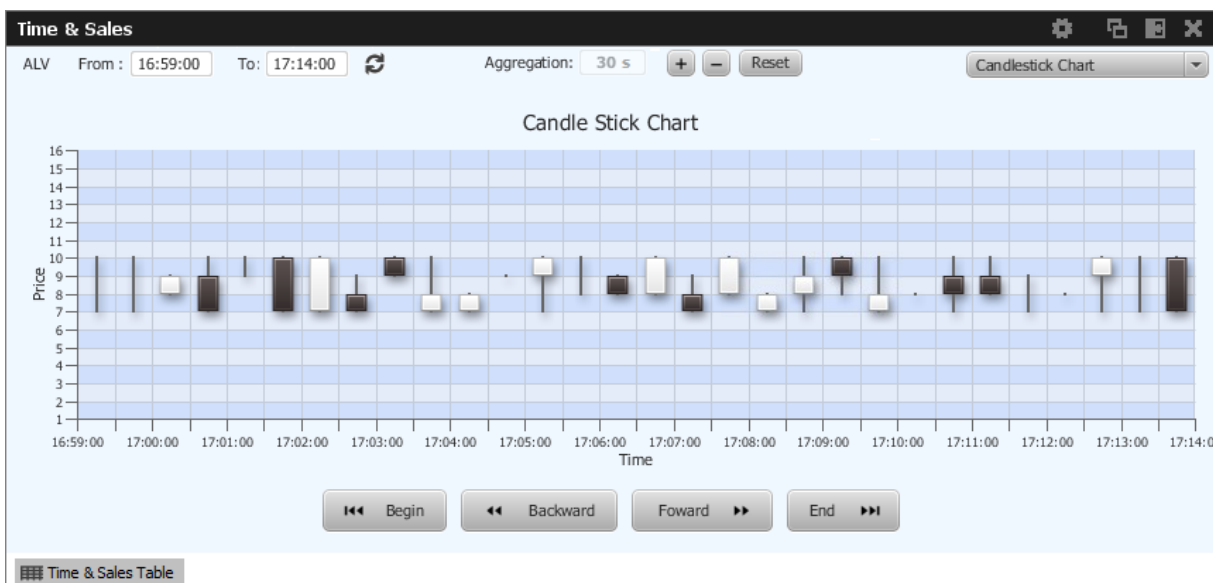 Time & Sales
ALV From : 16:59:00 To: 17:14:00 Aggregation: 30 s + − Reset Candlestick Chart
Candle Stick Chart
16
15
14
13
12
11
10
9
8
7
6
5
4
3
2
1
Price
16:59:00 17:00:00 17:01:00 17:02:00 17:03:00 17:04:00 17:05:00 17:06:00 17:07:00 17:08:00 17:09:00 17:10:00 17:11:00 17:12:00 17:13:00 17:14:0
Time
Begin Backward Foward End
Time & Sales Table